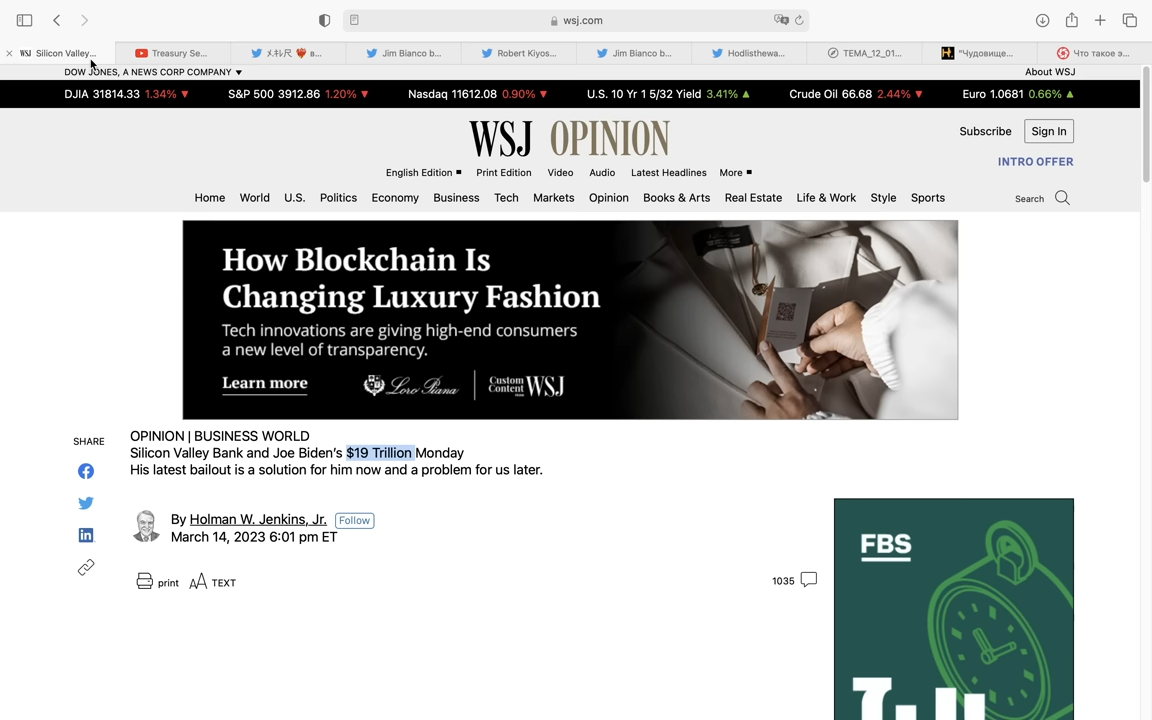 wsj.com
Silicon Valley...
Treasury Se...
Jim Bianco b...
Robert Kiyos...
Jim Bianco b...
Hodlisthewa...
TEMA_12_01...
"Чудовище...
Что такое э...
DOW JONES, A NEWS CORP COMPANY
About WSJ
DJIA 31814.33 1.34% S&P 500 3912.86 1.20% Nasdaq 11612.08 0.90% U.S. 10 Yr 1 5/32 Yield 3.41% Crude Oil 66.68 2.44% Euro 1.0681 0.66%
WSJ OPINION
Subscribe Sign In
INTRO OFFER
English Edition Print Edition Video Audio Latest Headlines More
Home World U.S. Politics Economy Business Tech Markets Opinion Books & Arts Real Estate Life & Work Style Sports Search
How Blockchain Is
Changing Luxury Fashion
Tech innovations are giving high-end consumers
a new level of transparency.
Learn more Loro Piana Custom Content from WSJ
SHARE
OPINION | BUSINESS WORLD
Silicon Valley Bank and Joe Biden's $19 Trillion Monday
His latest bailout is a solution for him now and a problem for us later.
By Holman W. Jenkins, Jr. Follow
March 14, 2023 6:01 pm ET
print AA TEXT
1035
FBS